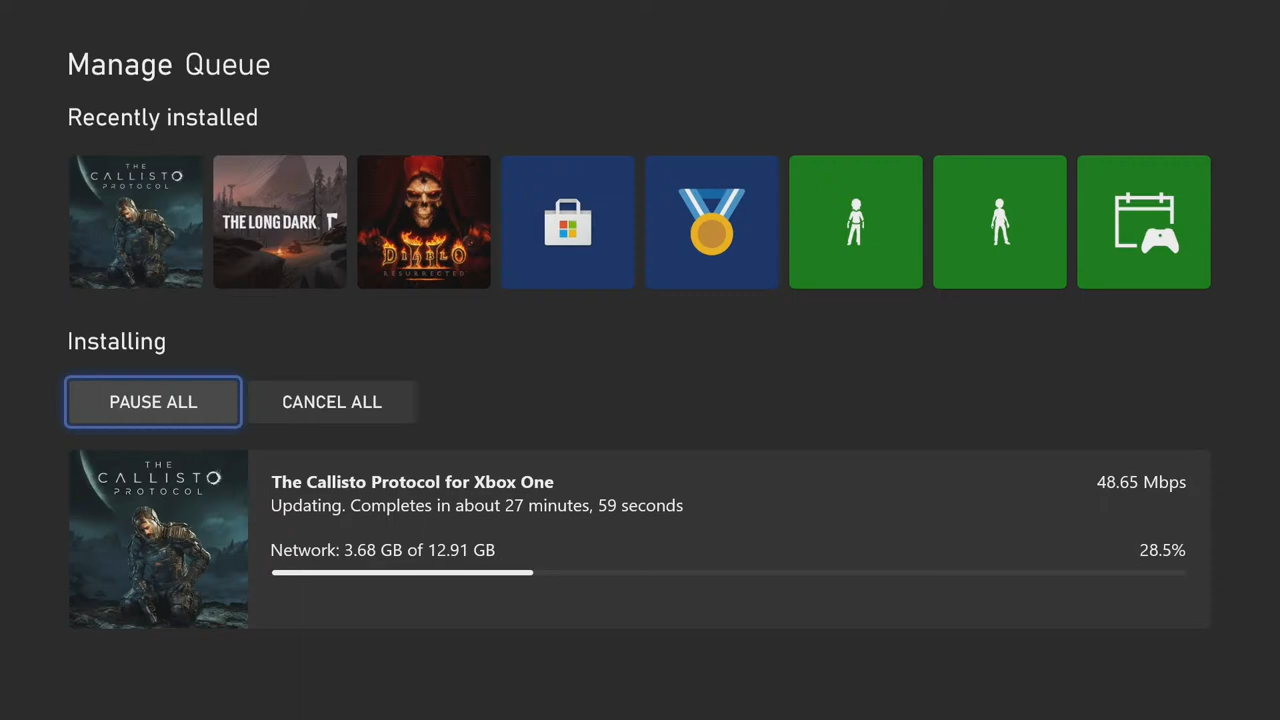 Manage Queue
Recently installed
THE
CALLISTO
PROTOCOL
THE LONG DARK
DIABLO
II
RESURRECTED
Installing
PAUSE ALL
CANCEL ALL
THE
CALLISTO
PROTOCOL
The Callisto Protocol for Xbox One
48.65 Mbps
Updating. Completes in about 27 minutes, 59 seconds
Network: 3.68 GB of 12.91 GB
28.5%